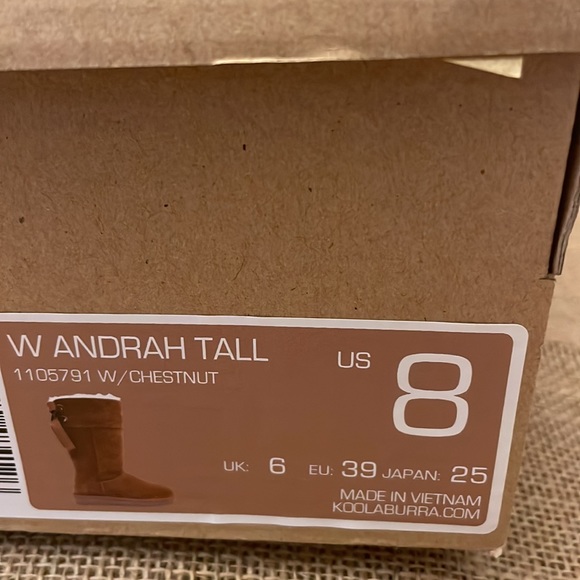 W ANDRAH TALL
1105791 W/CHESTNUT
US 8
UK: 6 EU: 39 JAPAN: 25
MADE IN VIETNAM
KOOLABURRA.COM